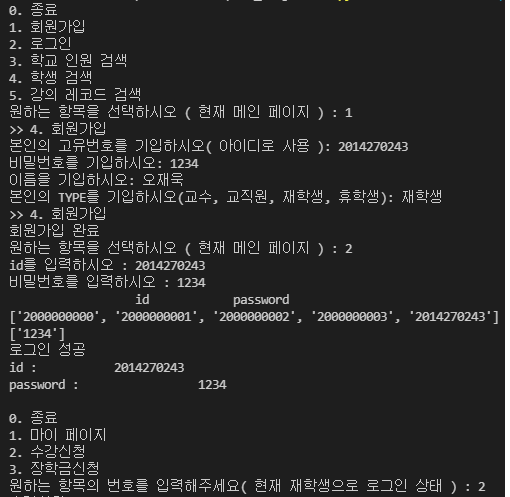 0. 종료
1. 회원가입
2. 로그인
3. 학교 인원 검색
4. 학생 검색
5. 강의 레코드 검색
원하는 항목을 선택하시오 ( 현재 메인 페이지 ) : 1
>> 4. 회원가입
본인의 고유번호를 기입하시오( 아이디로 사용 ): 2014270243
비밀번호를 기입하시오: 1234
이름을 기입하시오: 오재욱
본인의 TYPE를 기입하시오(교수, 교직원, 재학생, 휴학생): 재학생
>> 4. 회원가입
회원가입 완료
원하는 항목을 선택하시오 ( 현재 메인 페이지 ) : 2
id를 입력하시오 : 2014270243
비밀번호를 입력하시오 : 1234
id password
['2000000000', '2000000001', '2000000002', '2000000003', '2014270243']
['1234']
로그인 성공
id : 2014270243
password : 1234
0. 종료
1. 마이 페이지
2. 수강신청
3. 장학금신청
원하는 항목의 번호를 입력해주세요( 현재 재학생으로 로그인 상태 ) : 2